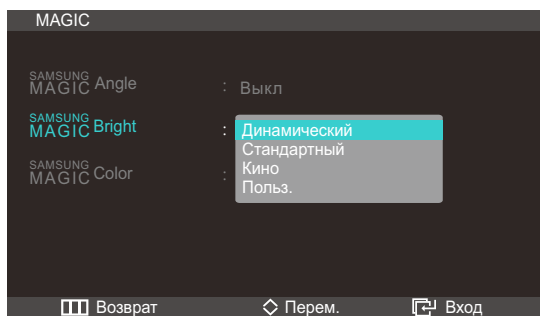 MAGIC
SAMSUNG MAGIC Angle : Выкл
SAMSUNG MAGIC Bright : Динамический
Стандартный
Кино
SAMSUNG MAGIC Color :
Польз.
Возврат Перем. Вход